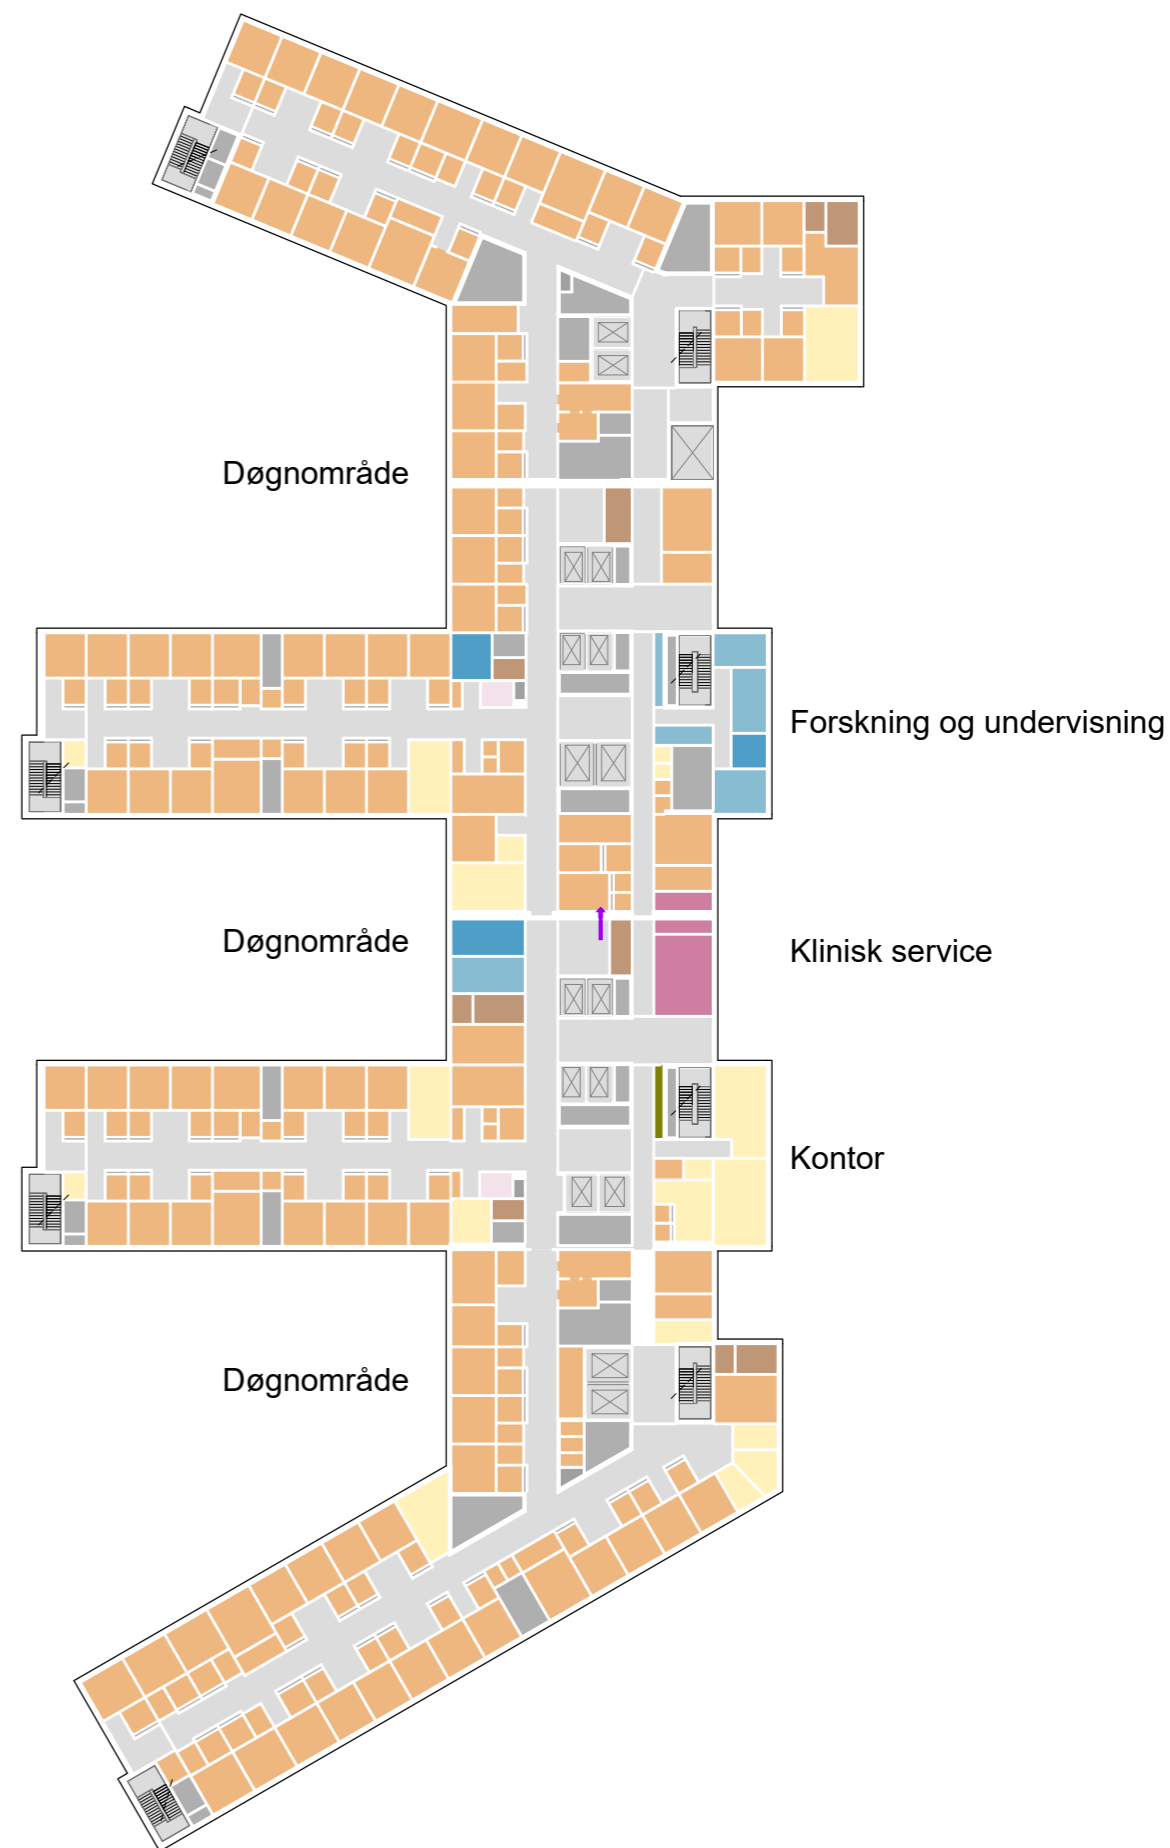 Døgnområde
Forskning og undervisning
Døgnområde
Klinisk service
Kontor
Døgnområde